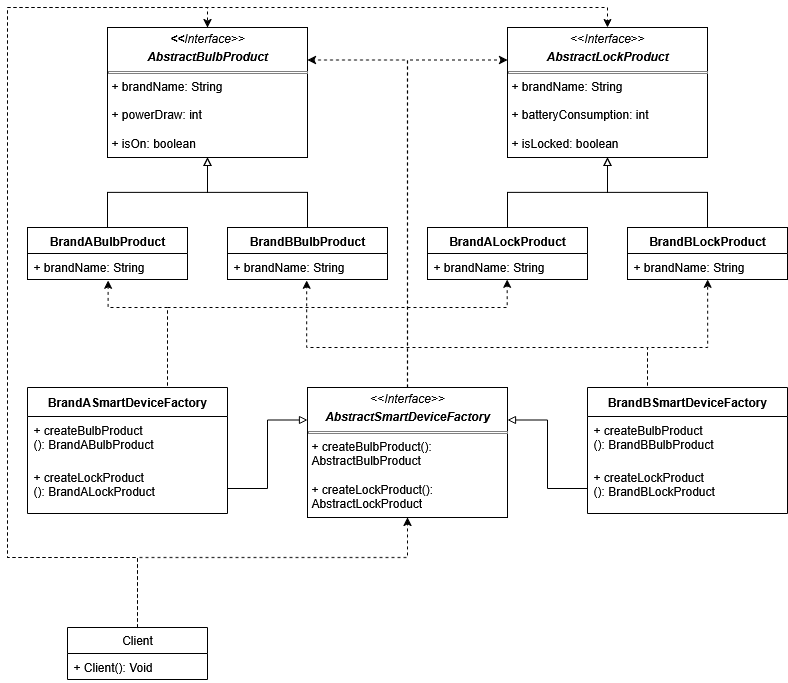 <<Interface>>
AbstractBulbProduct
+ brandName: String
+ powerDraw: int
+ isOn: boolean
<<Interface>>
AbstractLockProduct
+ brandName: String
+ batteryConsumption: int
+ isLocked: boolean
BrandABulbProduct
+ brandName: String
BrandBBulbProduct
+ brandName: String
BrandALockProduct
+ brandName: String
BrandBLockProduct
+ brandName: String
BrandASmartDeviceFactory
+ createBulbProduct
(): BrandABulbProduct
+ createLockProduct
(): BrandALockProduct
<<Interface>>
AbstractSmartDeviceFactory
+ createBulbProduct():
AbstractBulbProduct
+ createLockProduct():
AbstractLockProduct
BrandBSmartDeviceFactory
+ createBulbProduct
(): BrandBBulbProduct
+ createLockProduct
(): BrandBLockProduct
Client
+ Client(): Void